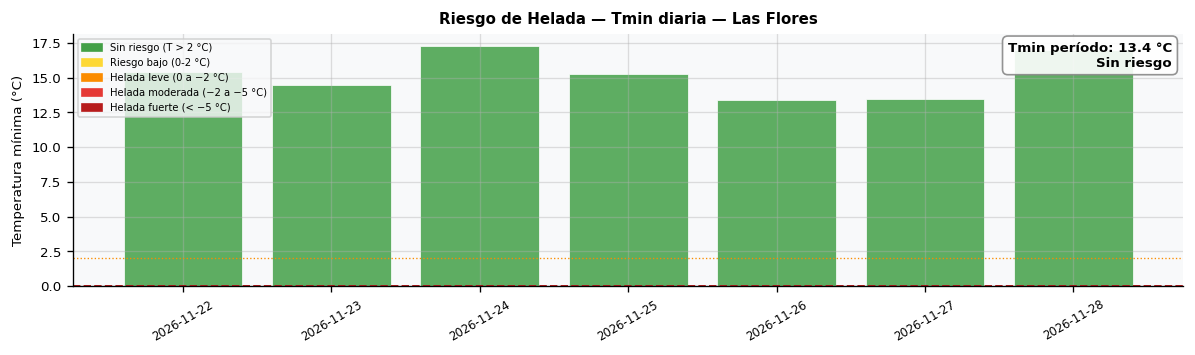 Riesgo de Helada — Tmin diaria — Las Flores
Sin riesgo (T > 2 °C)
Riesgo bajo (0-2 °C)
Helada leve (0 a −2 °C)
Helada moderada (−2 a −5 °C)
Helada fuerte (< −5 °C)
Tmin período: 13.4 °C
Sin riesgo
Temperatura mínima (°C)
17.5
15.0
12.5
10.0
7.5
5.0
2.5
0.0
2026-11-22
2026-11-23
2026-11-24
2026-11-25
2026-11-26
2026-11-27
2026-11-28